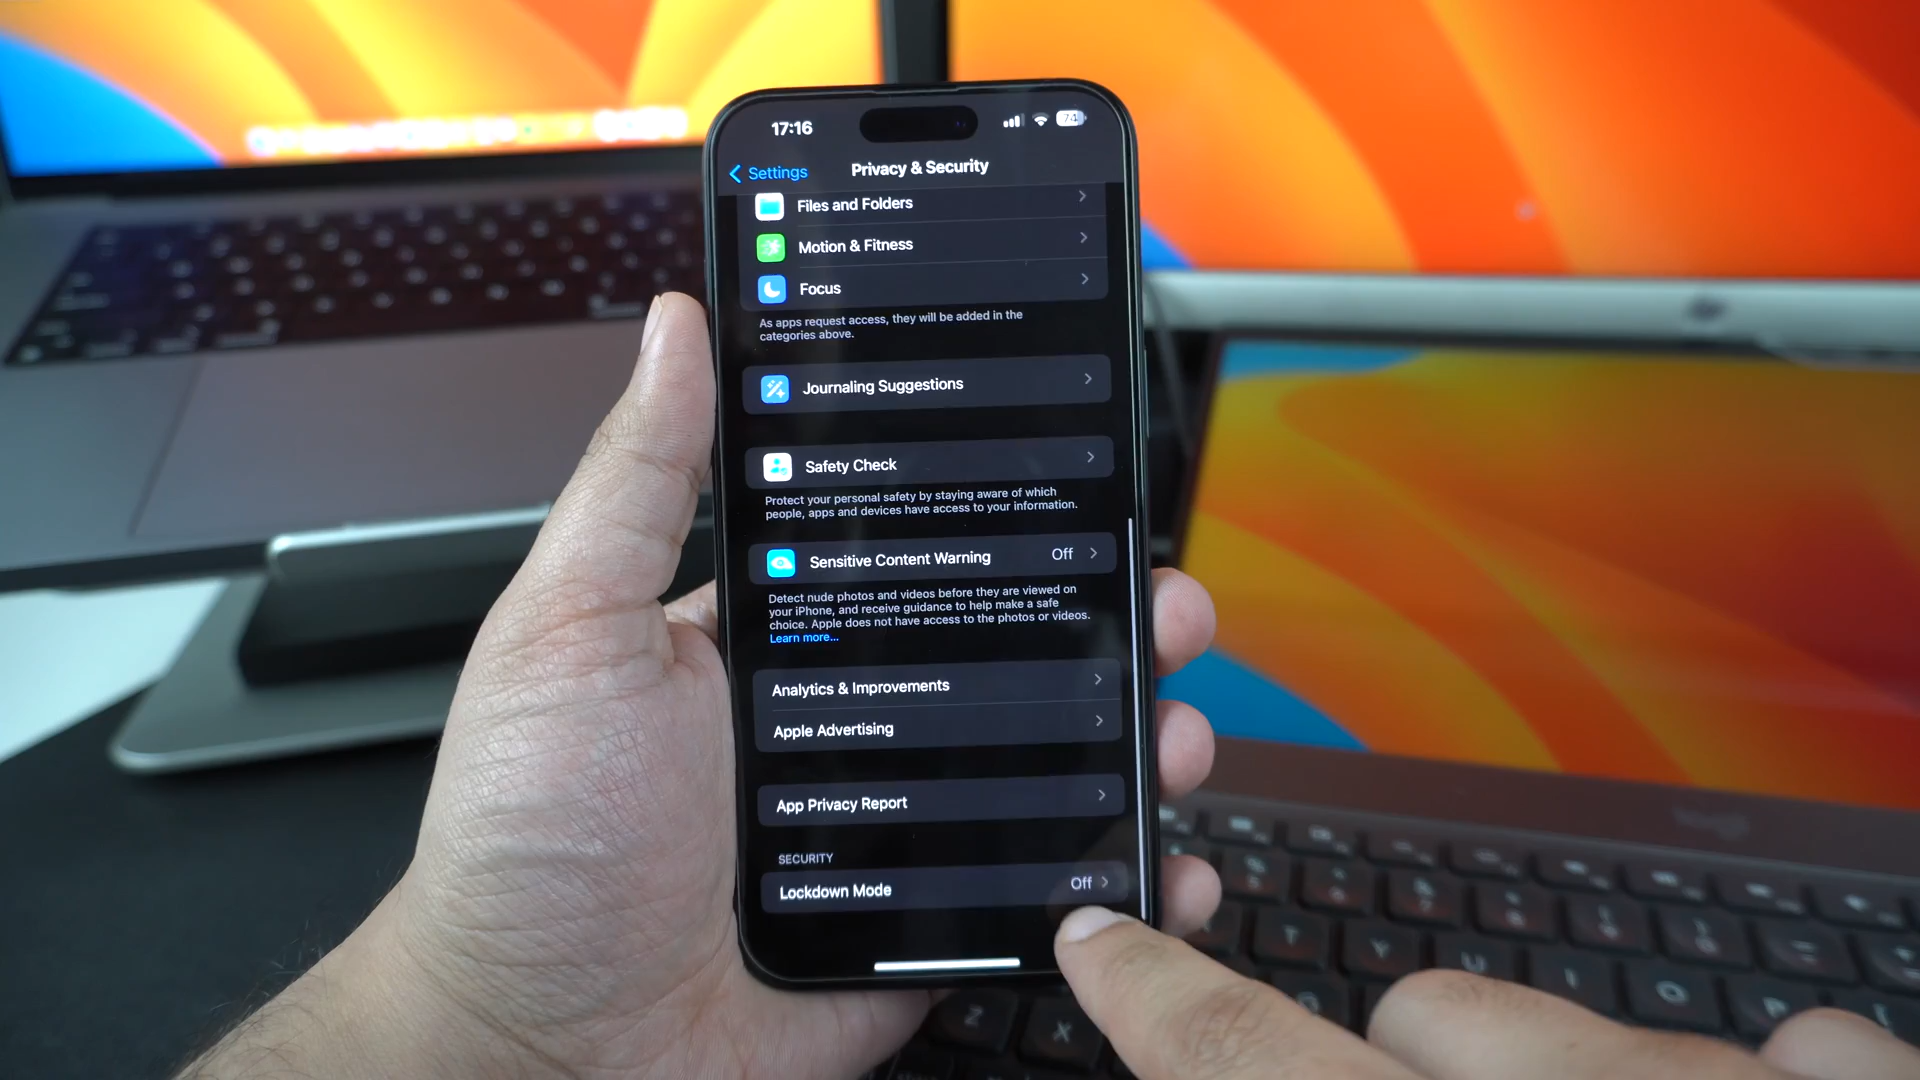 17:16
74
Settings
Privacy & Security
Files and Folders
Motion & Fitness
Focus
As apps request access, they will be added in the
categories above.
Journaling Suggestions
Safety Check
Protect your personal safety by staying aware of which
people, apps and devices have access to your information.
Sensitive Content Warning Off
Detect nude photos and videos before they are viewed on
your iPhone, and receive guidance to help make a safe
choice. Apple does not have access to the photos or videos.
Learn more...
Analytics & Improvements
Apple Advertising
App Privacy Report
SECURITY
Lockdown Mode Off
T Y U I O P
Z X